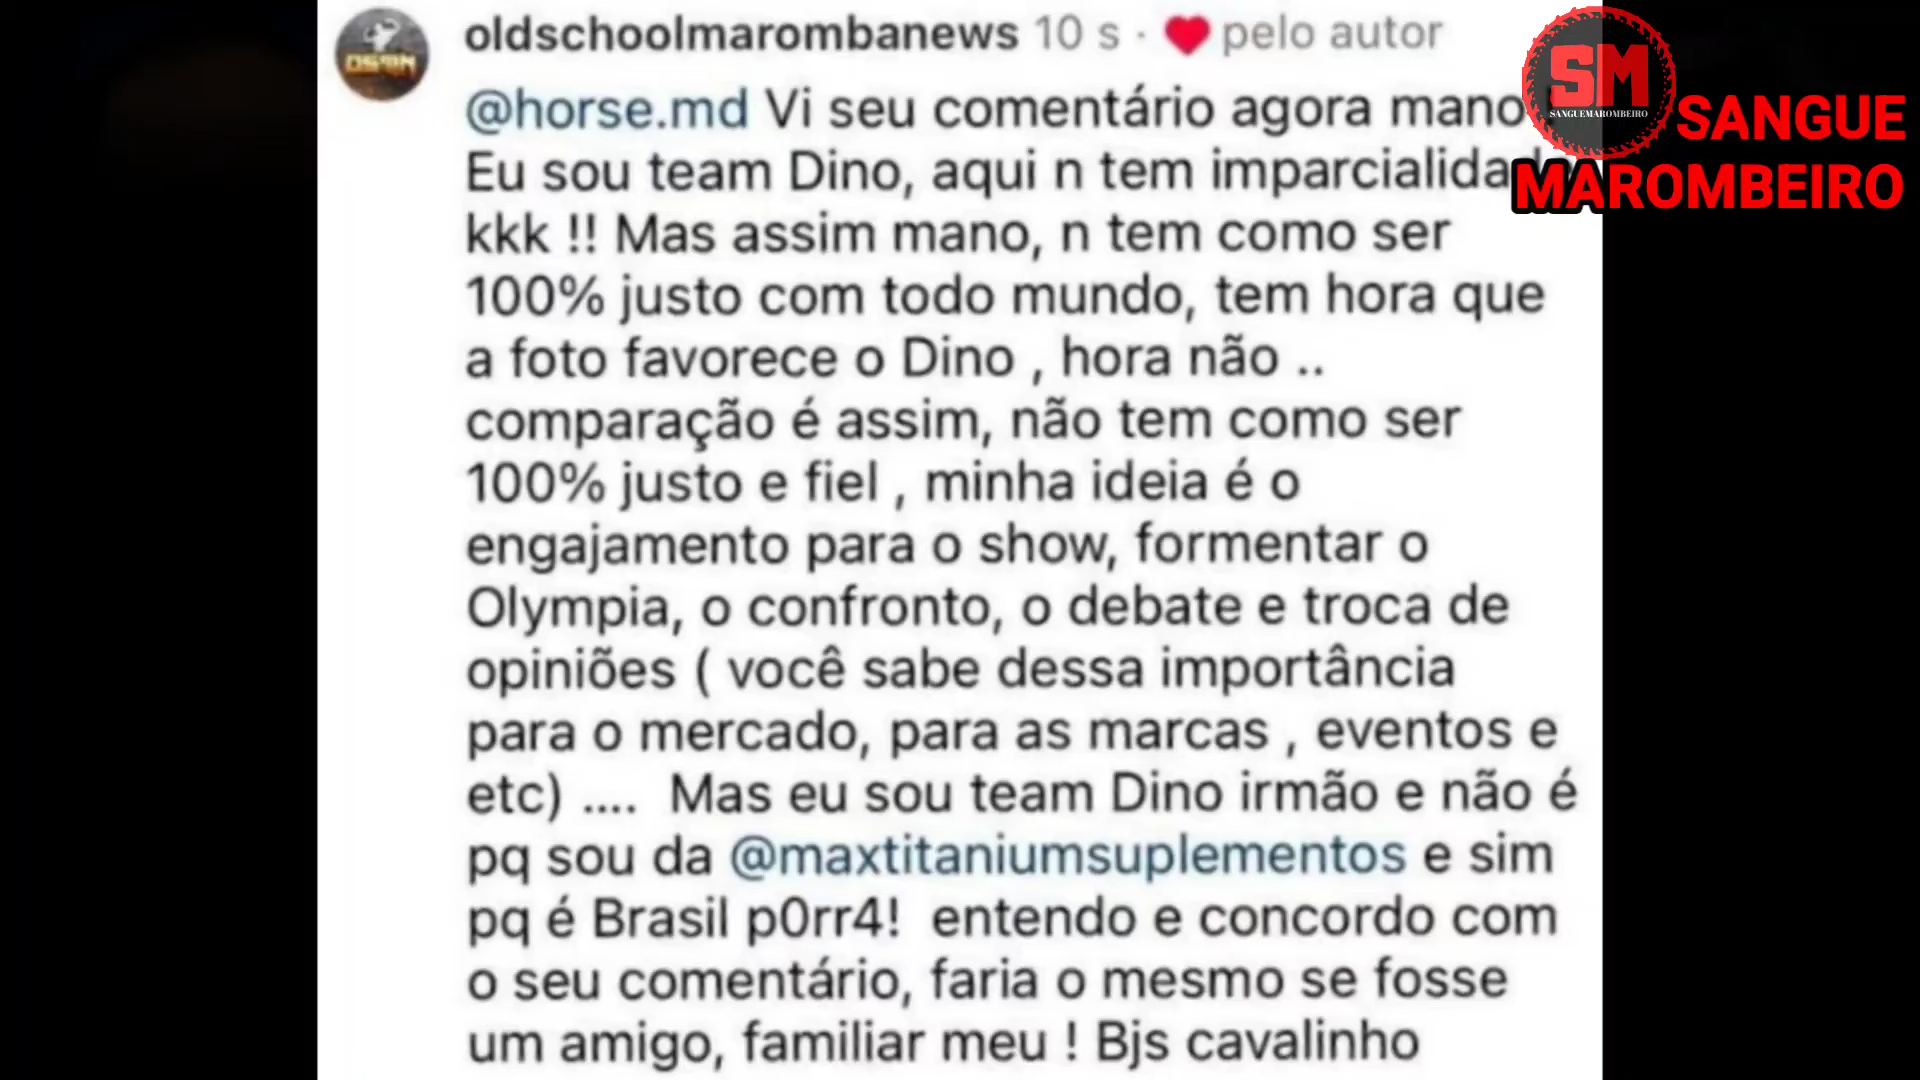 oldschoolmarombanews 10 s · pelo autor
@horse.md Vi seu comentário agora mano
Eu sou team Dino, aqui n tem imparcialidade
kkk !! Mas assim mano, n tem como ser
100% justo com todo mundo, tem hora que
a foto favorece o Dino , hora não ..
comparação é assim, não tem como ser
100% justo e fiel , minha ideia é o
engajamento para o show, formentar o
Olympia, o confronto, o debate e troca de
opiniões ( você sabe dessa importância
para o mercado, para as marcas , eventos e
etc) .... Mas eu sou team Dino irmão e não é
pq sou da @maxtitaniumsuplementos e sim
pq é Brasil p0rr4! entendo e concordo com
o seu comentário, faria o mesmo se fosse
um amigo, familiar meu ! Bjs cavalinho
OSMN
SM
SANGUEMAROMBEIRO
SANGUE
MAROMBEIRO